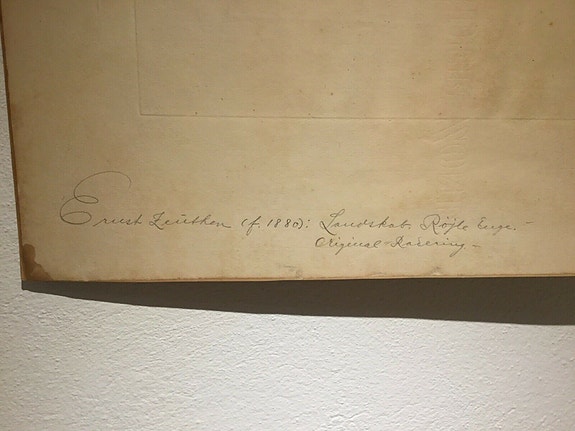 Ernst Zeuthen (f. 1880): Landskab, Röjle Enge.—
Original-Radering.—